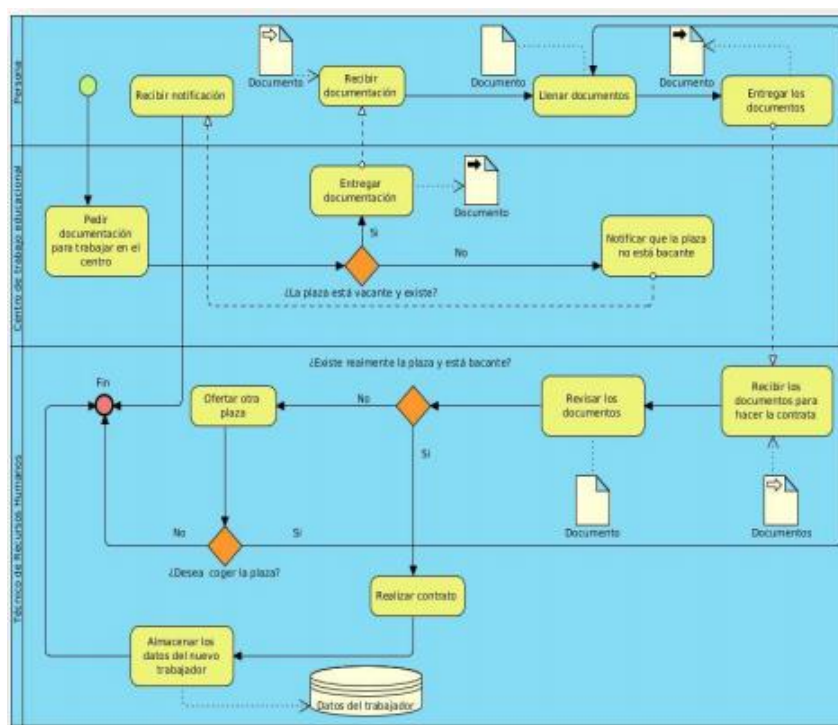 Persona
Documento
Recibir notificación
Recibir
documentación
Documento
Llenar documentos
Documento
Entregar los
documentos
Centro de trabajo educacional
Pedir
documentación
para trabajar en el
centro
Entregar
documentación
Documento
Si
No
¿La plaza está vacante y existe?
Notificar que la plaza
no está bacante
Técnico de Recursos Humanos
¿Existe realmente la plaza y está bacante?
Fin
Ofertar otra
plaza
No
Si
Revisar los
documentos
Recibir los
documentos para
hacer la contrata
Documento
Documentos
No
Si
¿Desea coger la plaza?
Realizar contrato
Almacenar los
datos del nuevo
trabajador
Datos del trabajador